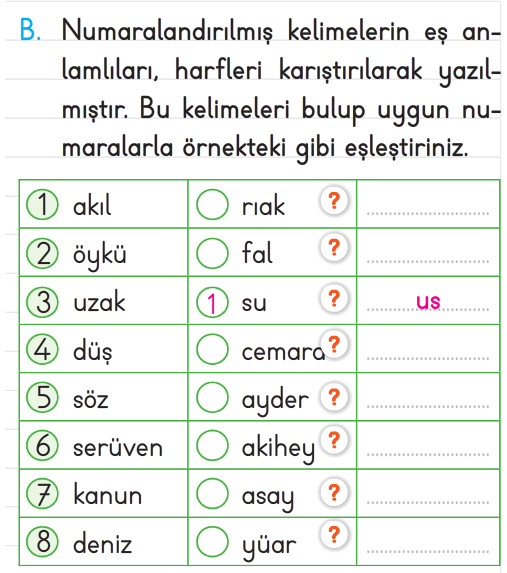 B. Numaralandırılmış kelimelerin eş an-
lamlıları, harfleri karıştırılarak yazıl-
mıştır. Bu kelimeleri bulup uygun nu-
maralarla örnekteki gibi eşleştiriniz.
1 akıl rıak ?
2 öykü fal ?
3 uzak 1 su ? us
4 düş cemara ?
5 söz ayder ?
6 serüven akihey ?
7 kanun asay ?
8 deniz yüar ?